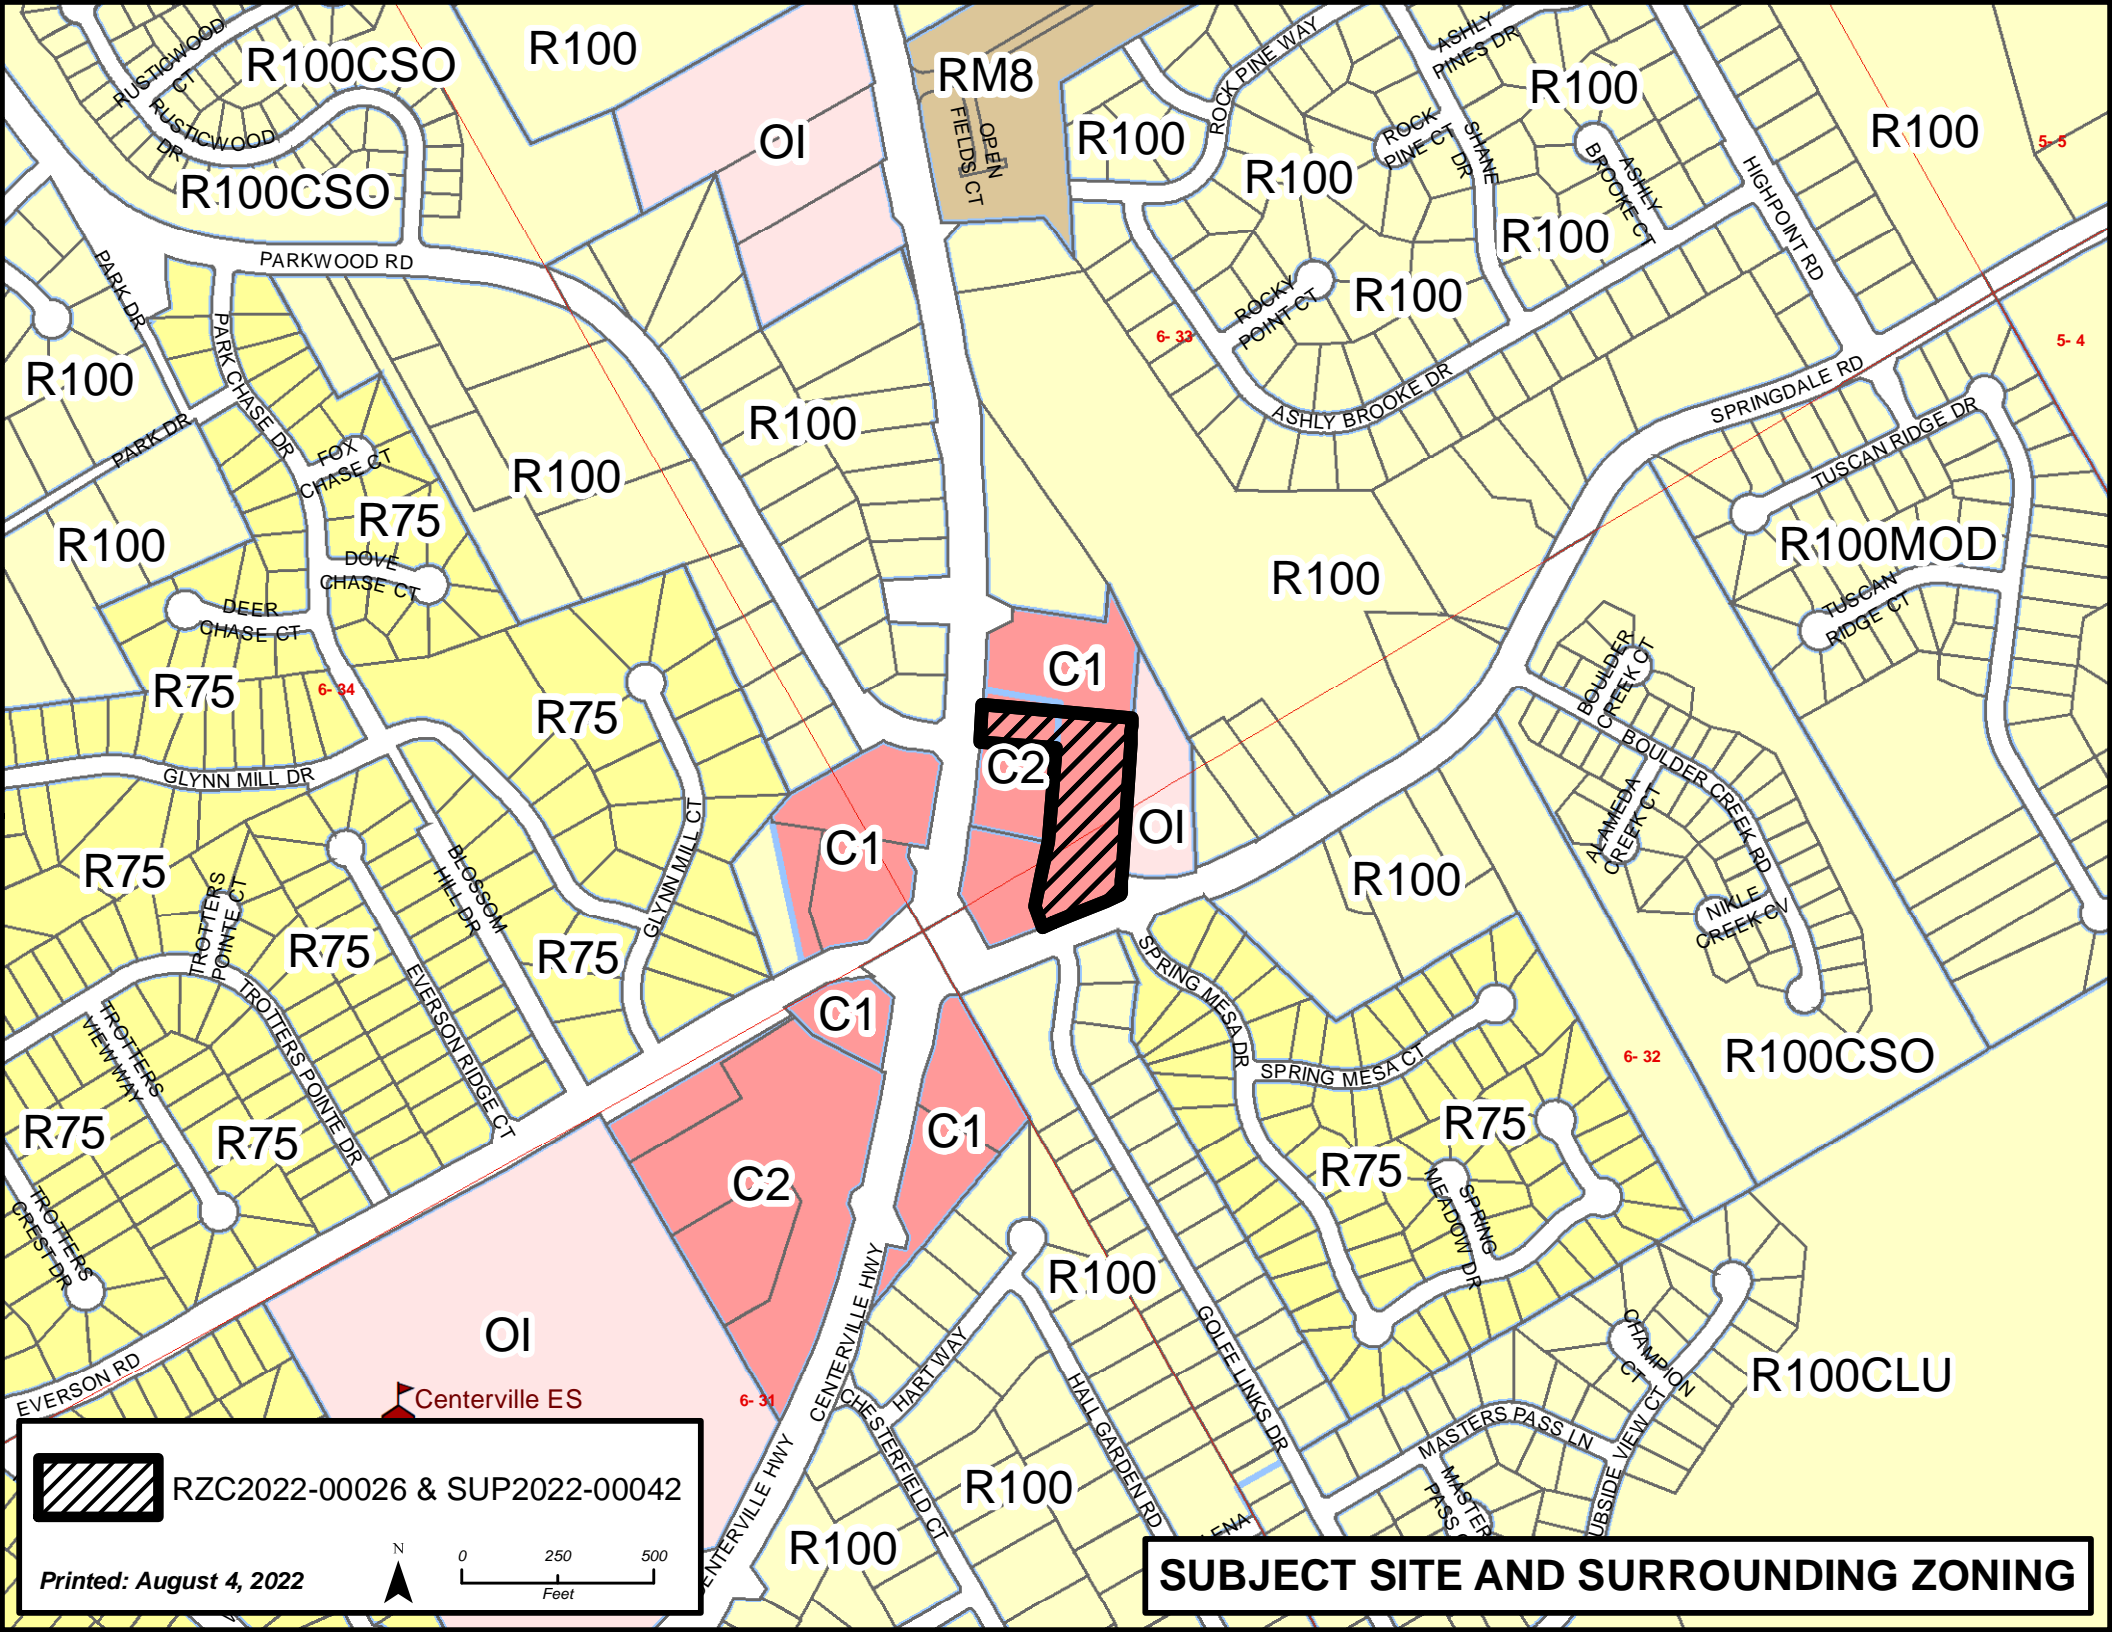 RUSTICWOOD
CT
R100CSO
R100
OI
RM8
OPEN
FIELDS CT
ROCK PINE WAY
ASHLY
PINES DR
R100
R100
R100
5- 5
RUSTICWOOD
DR
R100CSO
R100
ROCK
PINE CT
SHANE
DR
ASHLY
BROOKE CT
HIGHPOINT RD
R100
PARKWOOD RD
PARK DR
ROCKY
POINT CT
R100
6- 33
5- 4
R100
PARK CHASE DR
PARK DR
FOX
CHASE CT
R100
R100
ASHLY BROOKE DR
SPRINGDALE RD
TUSCAN RIDGE DR
R75
R100
R100MOD
DOVE
CHASE CT
DEER
CHASE CT
R100
TUSCAN
RIDGE CT
R75
6- 34
R75
C1
BOULDER
CREEK CT
GLYNN MILL DR
C2
BOULDER CREEK RD
ALAMEDA
CREEK CT
GLYNN MILL CT
C1
OI
R75
BLOSSOM
HILL DR
R100
NIKLE
CREEK CV
TROTTERS
POINTE CT
R75
R75
EVERSON RIDGE CT
SPRING MESA DR
TROTTERS POINTE DR
TROTTERS
VIEW WAY
C1
SPRING MESA CT
6- 32
R100CSO
R75
R75
C1
R75
R75
C2
SPRING
MEADOW DR
TROTTERS
CREST DR
R100
OI
CENTERVILLE HWY
HART WAY
GOLFE LINKS DR
CHAMPION
CT
R100CLU
EVERSON RD
Centerville ES
6- 31
CHESTERFIELD CT
HALL GARDEN RD
MASTERS PASS LN
VIEW CT
CENTERVILLE HWY
R100
R100
RZC2022-00026 & SUP2022-00042
N
0 250 500
Feet
Printed: August 4, 2022
SUBJECT SITE AND SURROUNDING ZONING